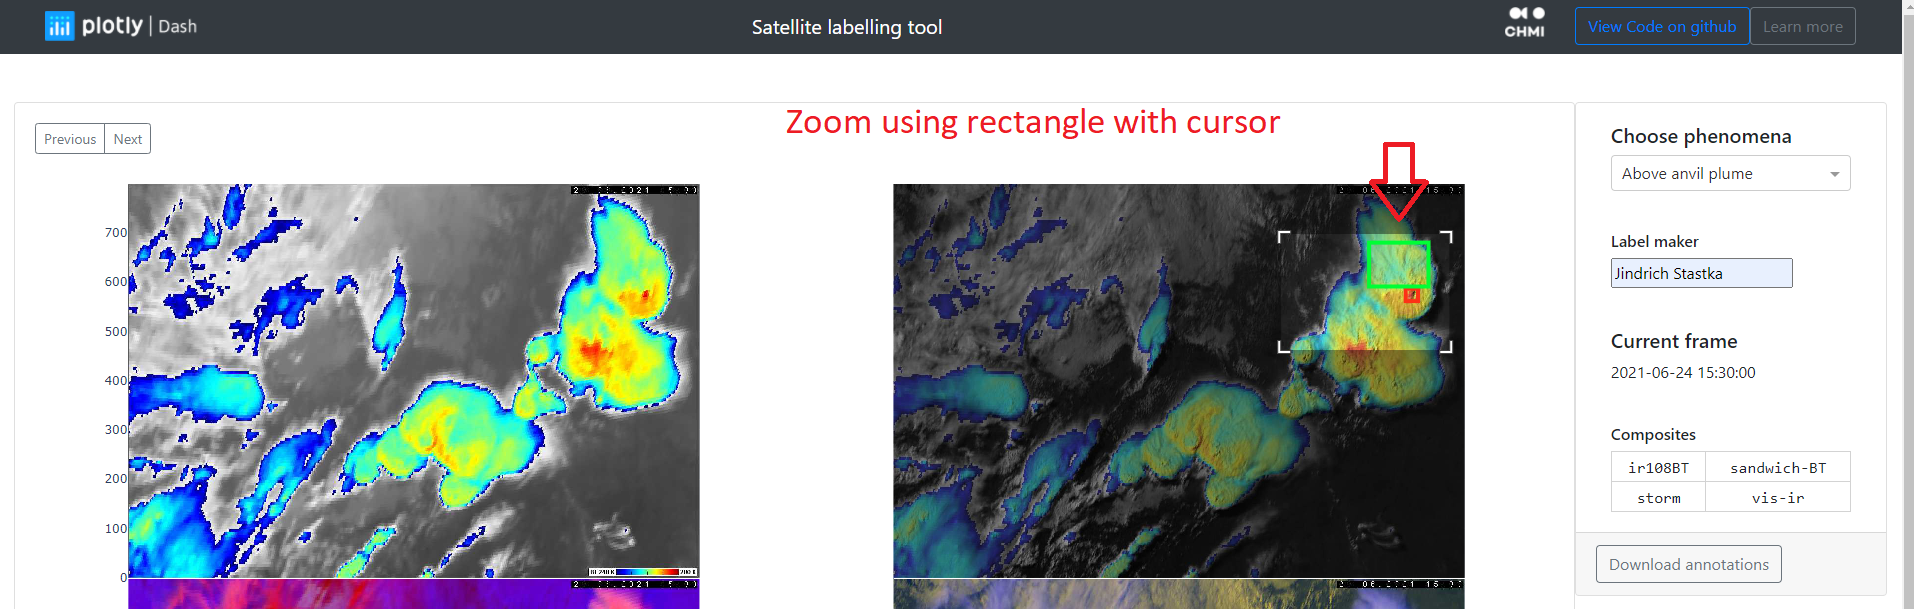 plotly | Dash
Satellite labelling tool
CHMI
View Code on github
Learn more
Zoom using rectangle with cursor
Previous
Next
Choose phenomena
Above anvil plume
Label maker
Jindrich Stastka
Current frame
2021-06-24 15:30:00
Composites
ir108BT
sandwich-BT
storm
vis-ir
Download annotations
700
600
500
400
300
200
100
0